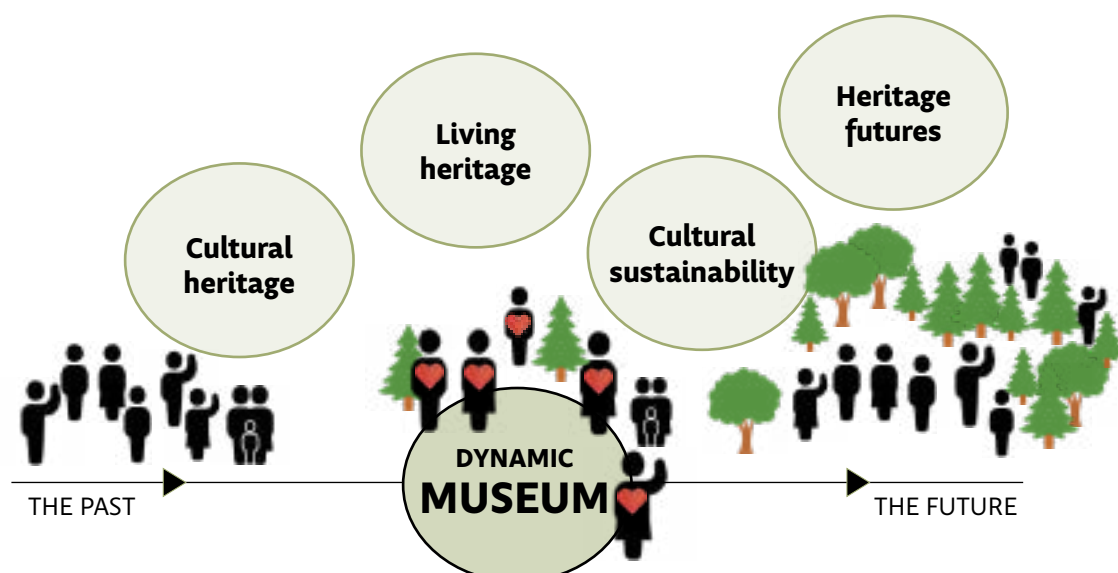 Heritage
futures
Living
heritage
Cultural
heritage
Cultural
sustainability
DYNAMIC
MUSEUM
THE PAST
THE FUTURE